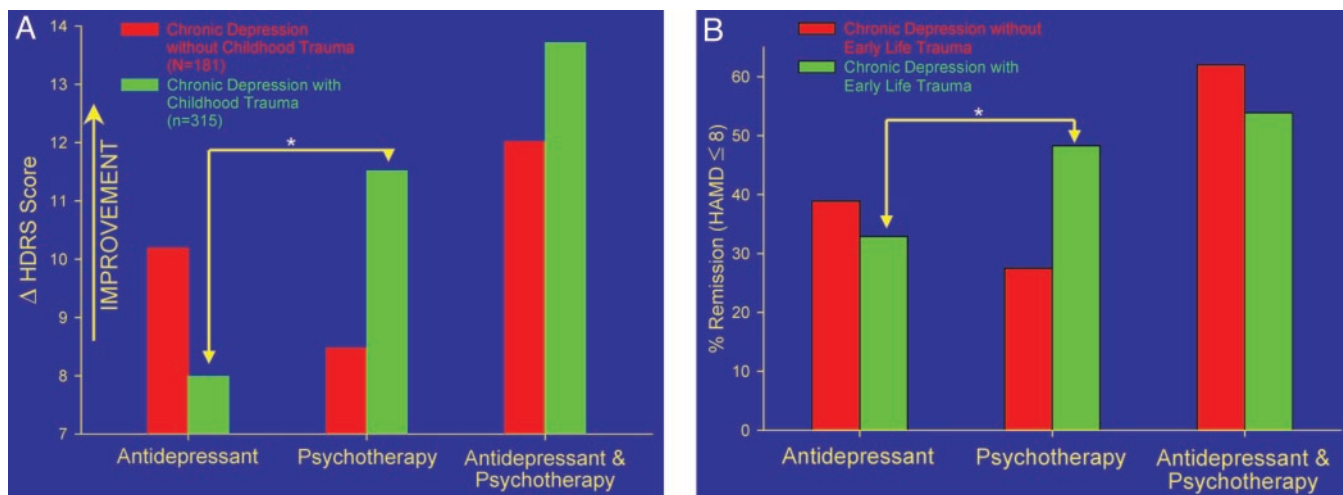 A
Chronic Depression
without Childhood Trauma
(N=181)
Chronic Depression with
Childhood Trauma
(n=315)
Δ HDRS Score
IMPROVEMENT
14
13
12
11
10
9
8
7
*
Antidepressant
Psychotherapy
Antidepressant &
Psychotherapy
B
Chronic Depression without
Early Life Trauma
Chronic Depression with
Early Life Trauma
% Remission (HAMD ≤ 8)
60
50
40
30
20
10
0
*
Antidepressant
Psychotherapy
Antidepressant &
Psychotherapy